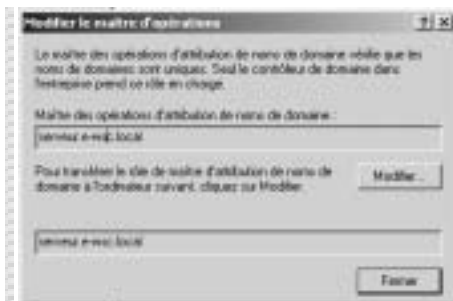 Modifier le maître d'opérations
Le maître des opérations d'attribution de noms de domaine vérifie que les
noms de domaines sont uniques. Seul le contrôleur de domaine dans
l'entreprise prend ce rôle en charge.
Maître des opérations d'attribution de noms de domaine :
serveur.local
Pour transférer le rôle de maître d'attribution de noms de
domaine à l'ordinateur suivant, cliquez sur Modifier.
Modifier...
serveur.local
Fermer